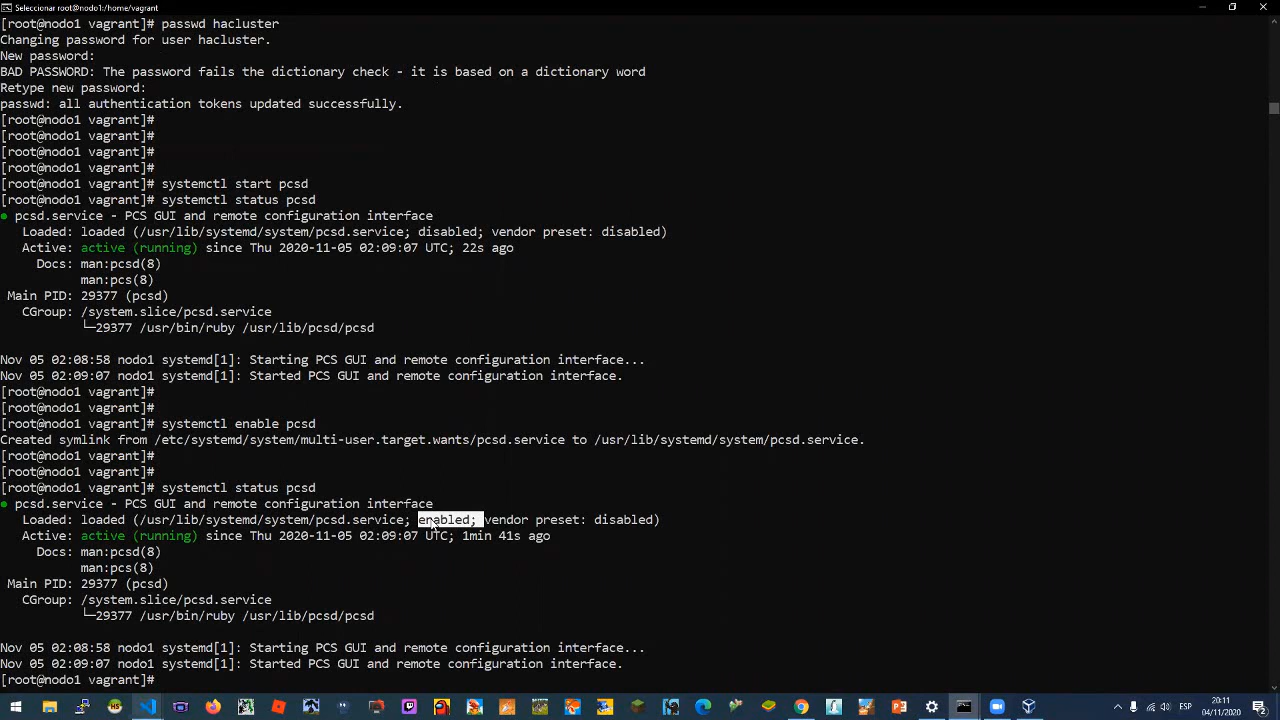 Seleccionar root@nodo1:/home/vagrant
[root@nodo1 vagrant]# passwd hacluster
Changing password for user hacluster.
New password:
BAD PASSWORD: The password fails the dictionary check - it is based on a dictionary word
Retype new password:
passwd: all authentication tokens updated successfully.
[root@nodo1 vagrant]#
[root@nodo1 vagrant]#
[root@nodo1 vagrant]#
[root@nodo1 vagrant]#
[root@nodo1 vagrant]# systemctl start pcsd
[root@nodo1 vagrant]# systemctl status pcsd
● pcsd.service - PCS GUI and remote configuration interface
Loaded: loaded (/usr/lib/systemd/system/pcsd.service; disabled; vendor preset: disabled)
Active: active (running) since Thu 2020-11-05 02:09:07 UTC; 22s ago
Docs: man:pcsd(8)
man:pcs(8)
Main PID: 29377 (pcsd)
CGroup: /system.slice/pcsd.service
└─29377 /usr/bin/ruby /usr/lib/pcsd/pcsd
Nov 05 02:08:58 nodo1 systemd[1]: Starting PCS GUI and remote configuration interface...
Nov 05 02:09:07 nodo1 systemd[1]: Started PCS GUI and remote configuration interface.
[root@nodo1 vagrant]#
[root@nodo1 vagrant]#
[root@nodo1 vagrant]# systemctl enable pcsd
Created symlink from /etc/systemd/system/multi-user.target.wants/pcsd.service to /usr/lib/systemd/system/pcsd.service.
[root@nodo1 vagrant]#
[root@nodo1 vagrant]#
[root@nodo1 vagrant]# systemctl status pcsd
● pcsd.service - PCS GUI and remote configuration interface
Loaded: loaded (/usr/lib/systemd/system/pcsd.service; enabled; vendor preset: disabled)
Active: active (running) since Thu 2020-11-05 02:09:07 UTC; 1min 41s ago
Docs: man:pcsd(8)
man:pcs(8)
Main PID: 29377 (pcsd)
CGroup: /system.slice/pcsd.service
└─29377 /usr/bin/ruby /usr/lib/pcsd/pcsd
Nov 05 02:08:58 nodo1 systemd[1]: Starting PCS GUI and remote configuration interface...
Nov 05 02:09:07 nodo1 systemd[1]: Started PCS GUI and remote configuration interface.
[root@nodo1 vagrant]#
ESP
20:11
04/11/2020